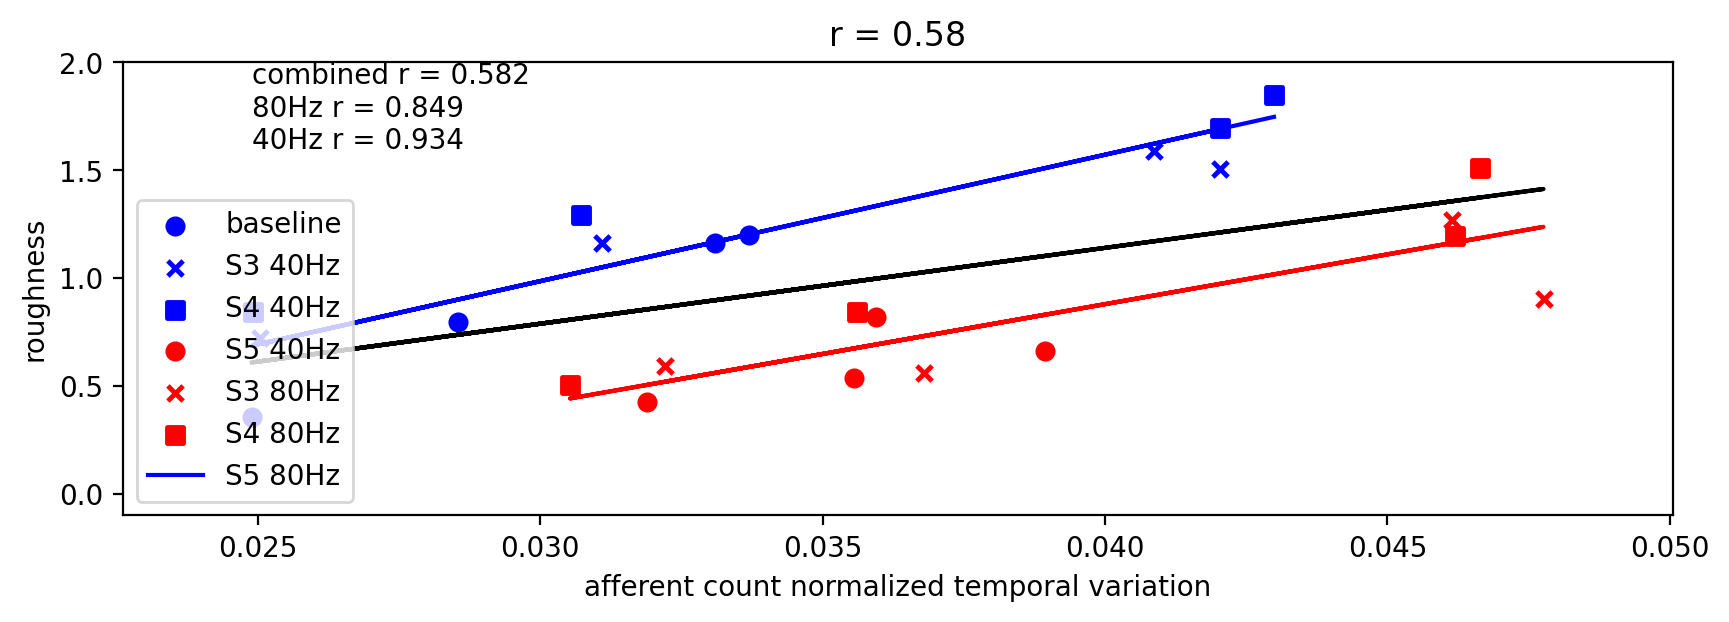 r = 0.58
combined r = 0.582
80Hz r = 0.849
40Hz r = 0.934
2.0
1.5
1.0
0.5
0.0
roughness
baseline
S3 40Hz
S4 40Hz
S5 40Hz
S3 80Hz
S4 80Hz
S5 80Hz
0.025 0.030 0.035 0.040 0.045 0.050
afferent count normalized temporal variation